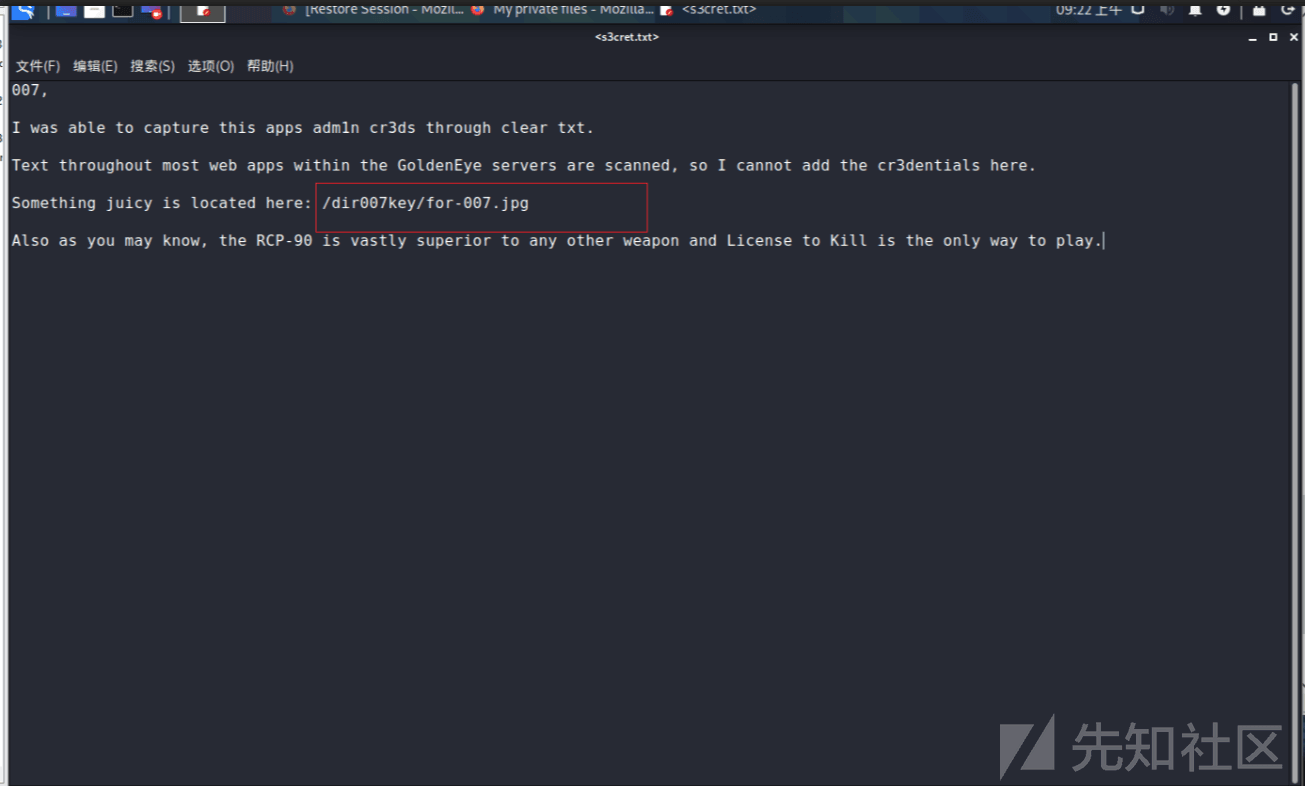 [Restore Session - Mozil... My private files - Mozilla... <s3cret.txt> 09:22 上午
<s3cret.txt>
文件(F) 编辑(E) 搜索(S) 选项(O) 帮助(H)
007,
I was able to capture this apps adm1n cr3ds through clear txt.
Text throughout most web apps within the GoldenEye servers are scanned, so I cannot add the cr3dentials here.
Something juicy is located here: /dir007key/for-007.jpg
Also as you may know, the RCP-90 is vastly superior to any other weapon and License to Kill is the only way to play.
先知社区